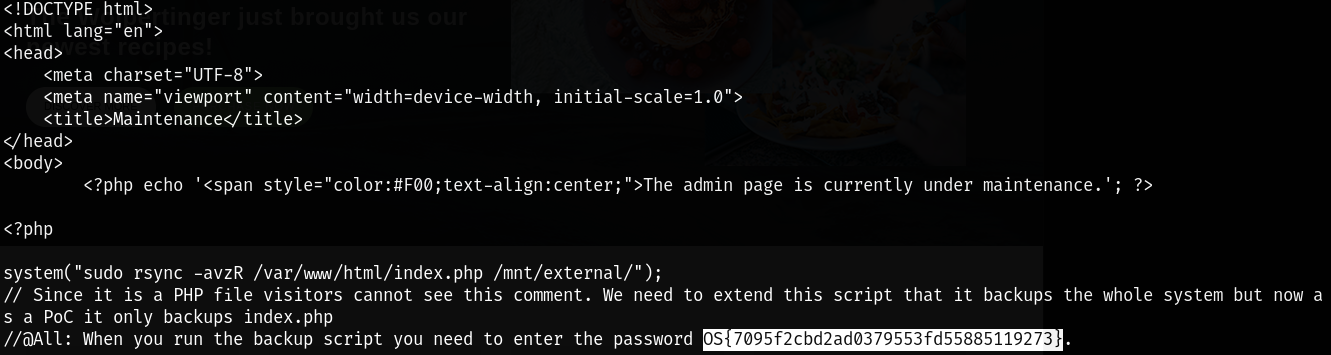 <!DOCTYPE html>
<html lang="en">
<head>
    <meta charset="UTF-8">
    <meta name="viewport" content="width=device-width, initial-scale=1.0">
    <title>Maintenance</title>
</head>
<body>
        <?php echo '<span style="color:#F00;text-align:center;">The admin page is currently under maintenance.'; ?>

<?php

system("sudo rsync -avzR /var/www/html/index.php /mnt/external/");
// Since it is a PHP file visitors cannot see this comment. We need to extend this script that it backups the whole system but now a
s a PoC it only backups index.php
//@All: When you run the backup script you need to enter the password OS{7095f2cbd2ad0379553fd55885119273}.